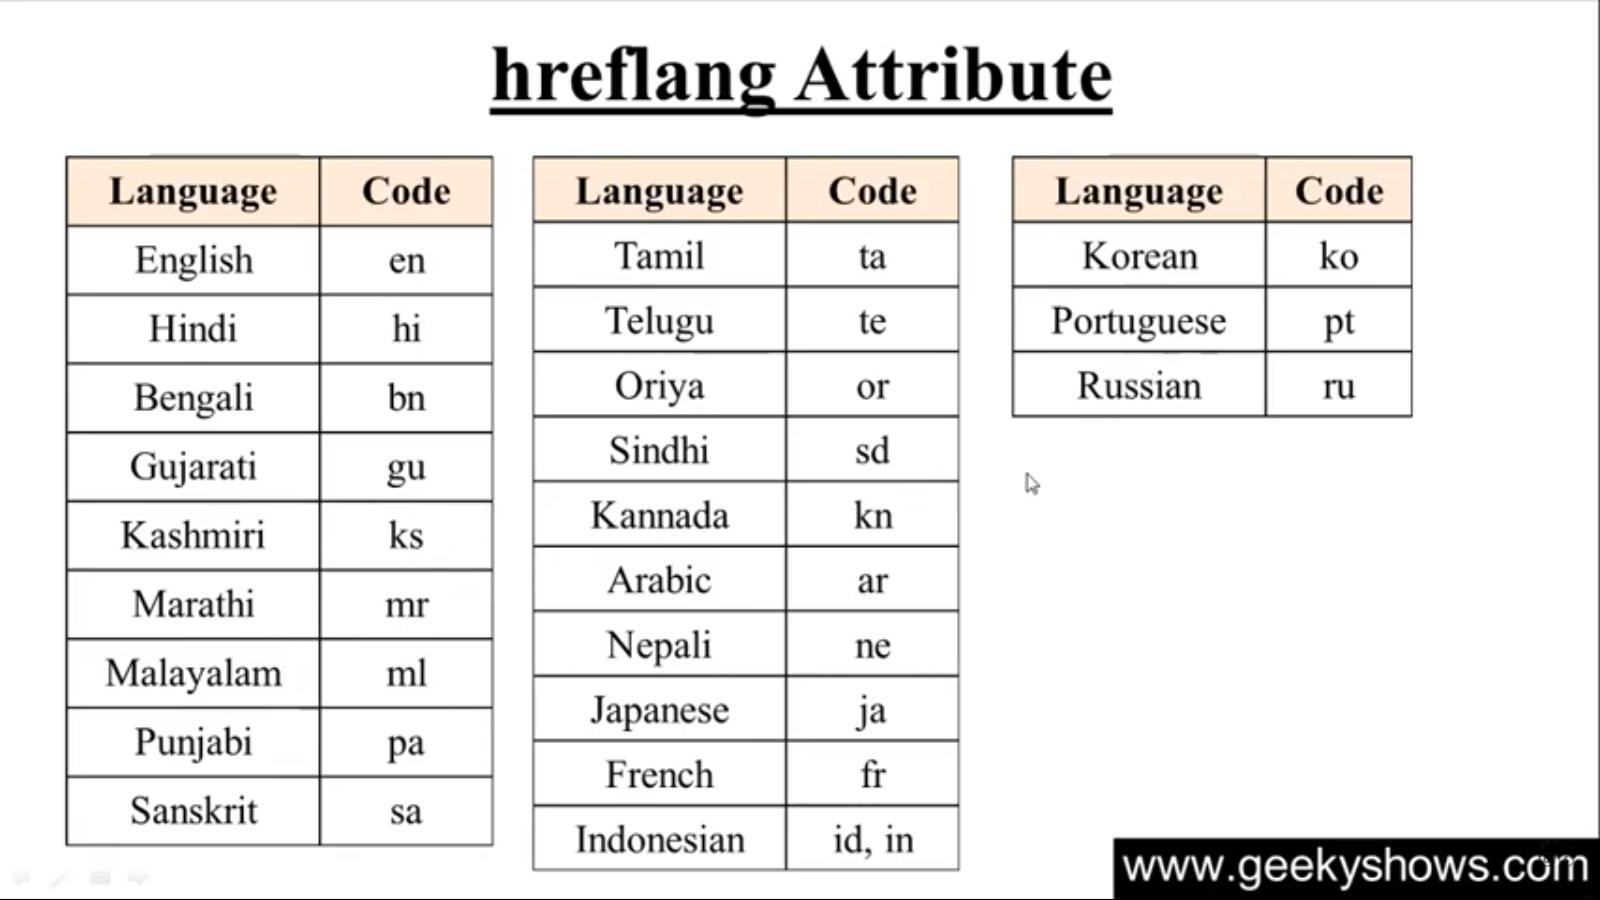 hreflang Attribute
Language Code
English en
Hindi hi
Bengali bn
Gujarati gu
Kashmiri ks
Marathi mr
Malayalam ml
Punjabi pa
Sanskrit sa
Language Code
Tamil ta
Telugu te
Oriya or
Sindhi sd
Kannada kn
Arabic ar
Nepali ne
Japanese ja
French fr
Indonesian id, in
Language Code
Korean ko
Portuguese pt
Russian ru
www.geekyshows.com